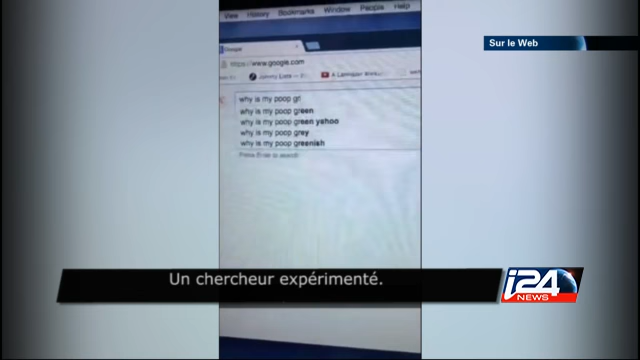 View History Bookmarks Window People Help
Sur le Web
Google
https://www.google.com
why is my poop gr
why is my poop green
why is my poop green yahoo
why is my poop grey
why is my poop greenish
Press Enter to search
Un chercheur expérimenté.
i24
NEWS